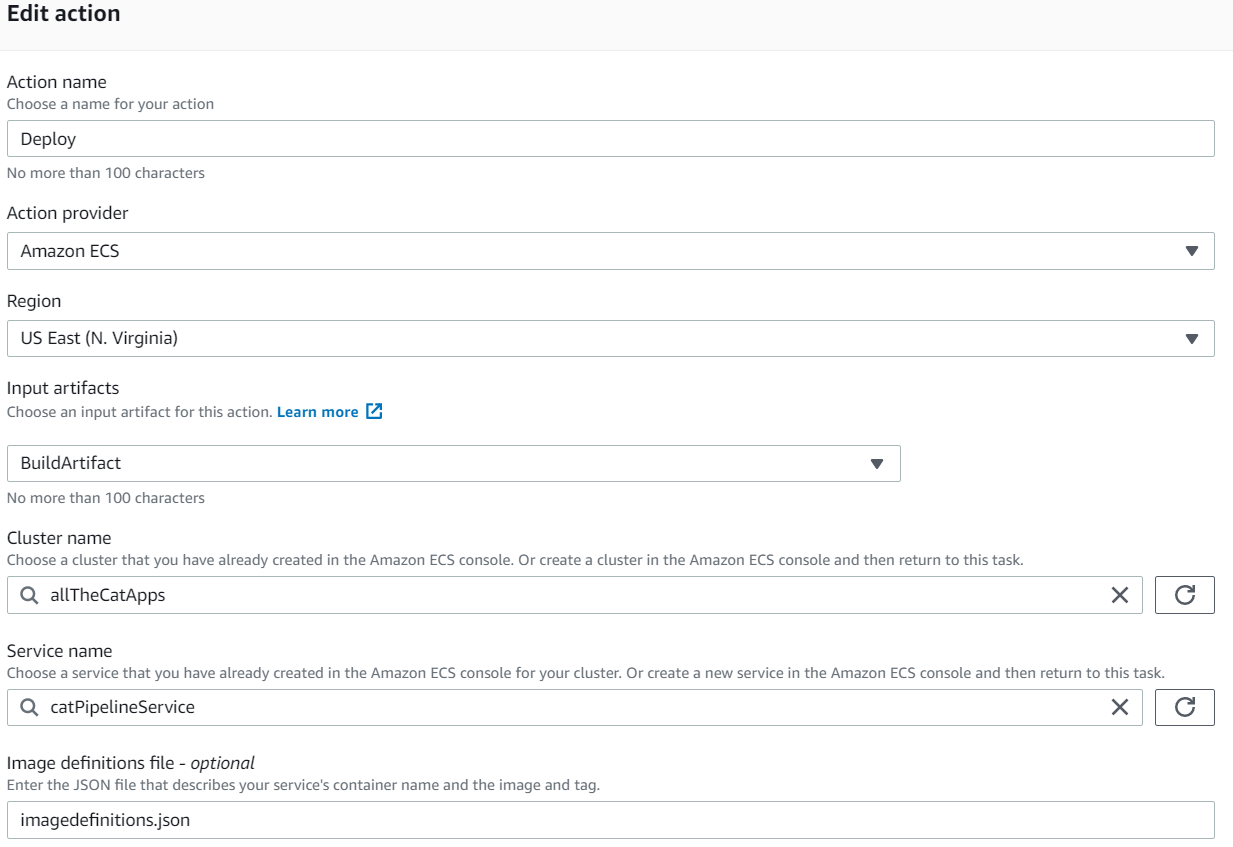 Edit action
Action name
Choose a name for your action
Deploy
No more than 100 characters
Action provider
Amazon ECS
Region
US East (N. Virginia)
Input artifacts
Choose an input artifact for this action. Learn more
BuildArtifact
No more than 100 characters
Cluster name
Choose a cluster that you have already created in the Amazon ECS console. Or create a cluster in the Amazon ECS console and then return to this task.
allTheCatApps
Service name
Choose a service that you have already created in the Amazon ECS console for your cluster. Or create a new service in the Amazon ECS console and then return to this task.
catPipelineService
Image definitions file - optional
Enter the JSON file that describes your service's container name and the image and tag.
imagedefinitions.json